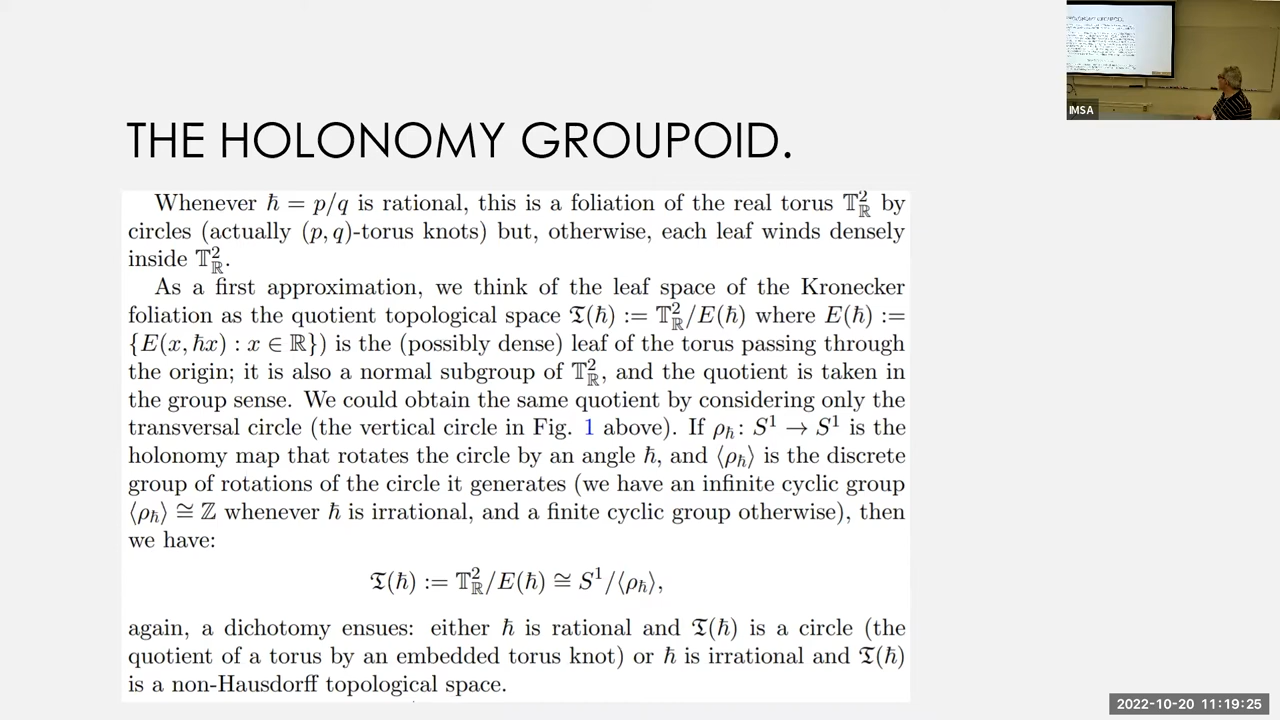 THE HOLONOMY GROUPOID.
Whenever ℏ = p/q is rational, this is a foliation of the real torus 𝕋²_ℝ by
circles (actually (p, q)-torus knots) but, otherwise, each leaf winds densely
inside 𝕋²_ℝ.
As a first approximation, we think of the leaf space of the Kronecker
foliation as the quotient topological space 𝔗(ℏ) := 𝕋²_ℝ/E(ℏ) where E(ℏ) :=
{E(x, ℏx) : x ∈ ℝ}) is the (possibly dense) leaf of the torus passing through
the origin; it is also a normal subgroup of 𝕋²_ℝ, and the quotient is taken in
the group sense. We could obtain the same quotient by considering only the
transversal circle (the vertical circle in Fig. 1 above). If ρ_ℏ : S¹ → S¹ is the
holonomy map that rotates the circle by an angle ℏ, and ⟨ρ_ℏ⟩ is the discrete
group of rotations of the circle it generates (we have an infinite cyclic group
⟨ρ_ℏ⟩ ≅ ℤ whenever ℏ is irrational, and a finite cyclic group otherwise), then
we have:
𝔗(ℏ) := 𝕋²_ℝ/E(ℏ) ≅ S¹/⟨ρ_ℏ⟩,
again, a dichotomy ensues: either ℏ is rational and 𝔗(ℏ) is a circle (the
quotient of a torus by an embedded torus knot) or ℏ is irrational and 𝔗(ℏ)
is a non-Hausdorff topological space.
IMSA
2022-10-20 11:19:25